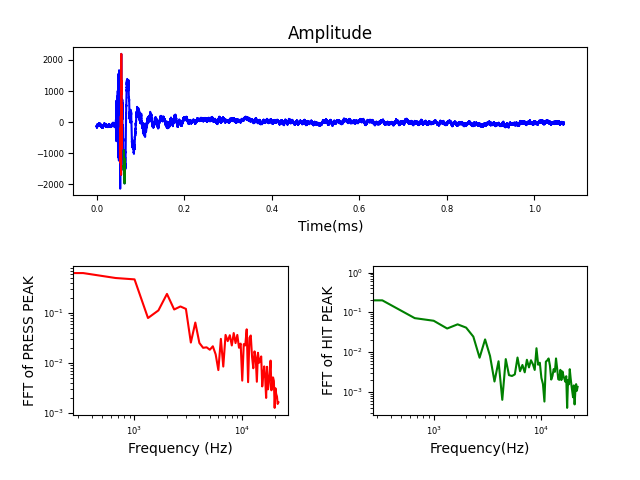 Amplitude
2000
1000
0
−1000
−2000
0.0 0.2 0.4 0.6 0.8 1.0
Time(ms)
FFT of PRESS PEAK
10⁻¹
10⁻²
10⁻³
10³ 10⁴
Frequency (Hz)
FFT of HIT PEAK
10⁰
10⁻¹
10⁻²
10⁻³
10³ 10⁴
Frequency(Hz)